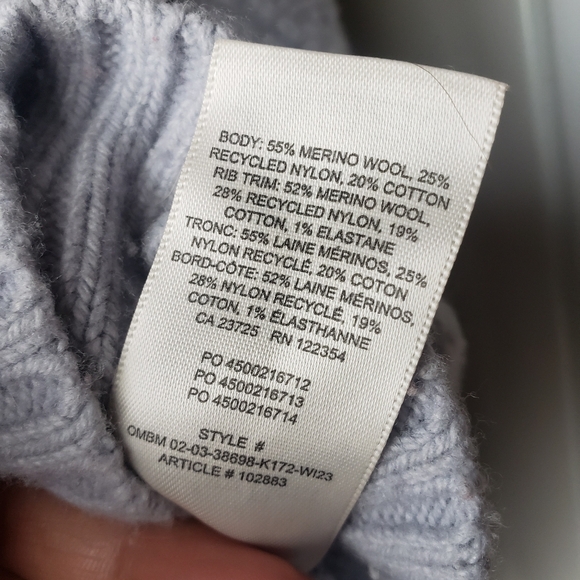 BODY: 55% MERINO WOOL, 25%
RECYCLED NYLON, 20% COTTON
RIB TRIM: 52% MERINO WOOL,
28% RECYCLED NYLON, 19%
COTTON, 1% ELASTANE
TRONC: 55% LAINE MÉRINOS, 25%
NYLON RECYCLÉ, 20% COTON
BORD-CÔTE: 52% LAINE MÉRINOS,
28% NYLON RECYCLÉ, 19%
COTON, 1% ÉLASTHANNE
CA 23725 RN 122354
PO 4500216712
PO 4500216713
PO 4500216714
STYLE #
OMBM 02-03-38698-K172-WI23
ARTICLE # 102883